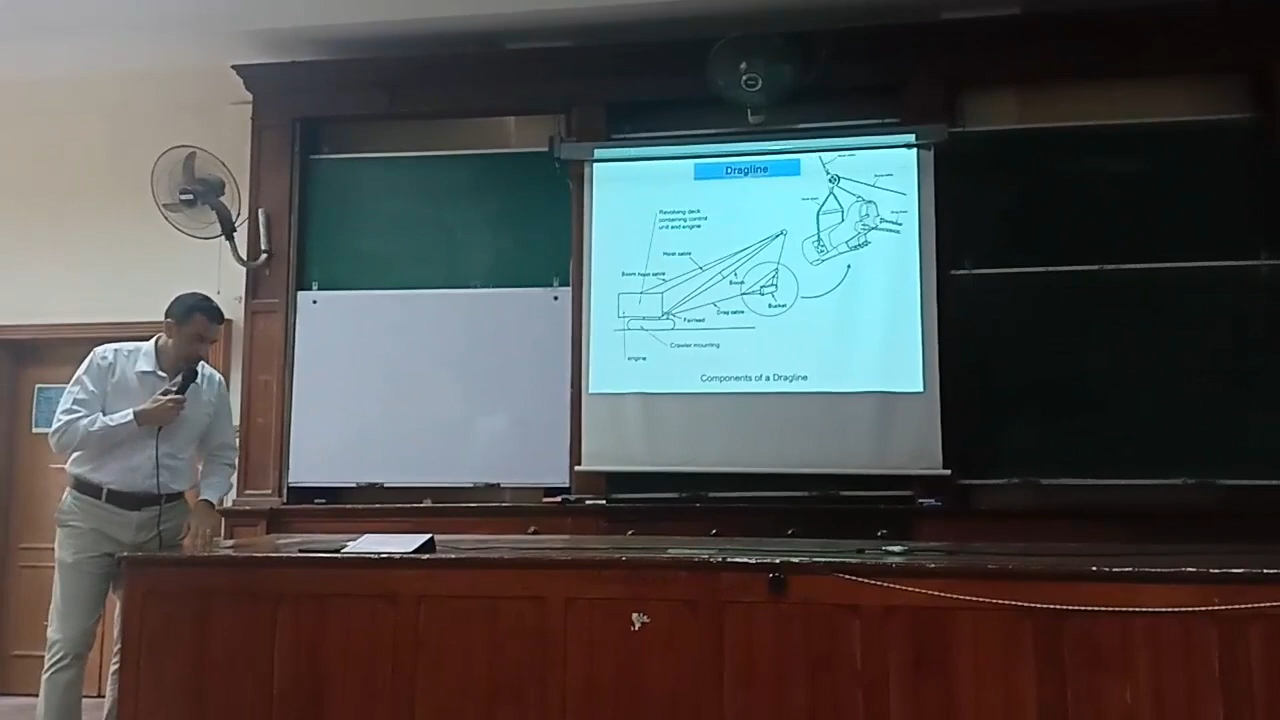 Dragline
Revolving deck
containing control
unit and engine
Hoist cable
Boom hoist cable
Boom
Bucket
Drag cable
Fairlead
Crawler mounting
engine
Components of a Dragline